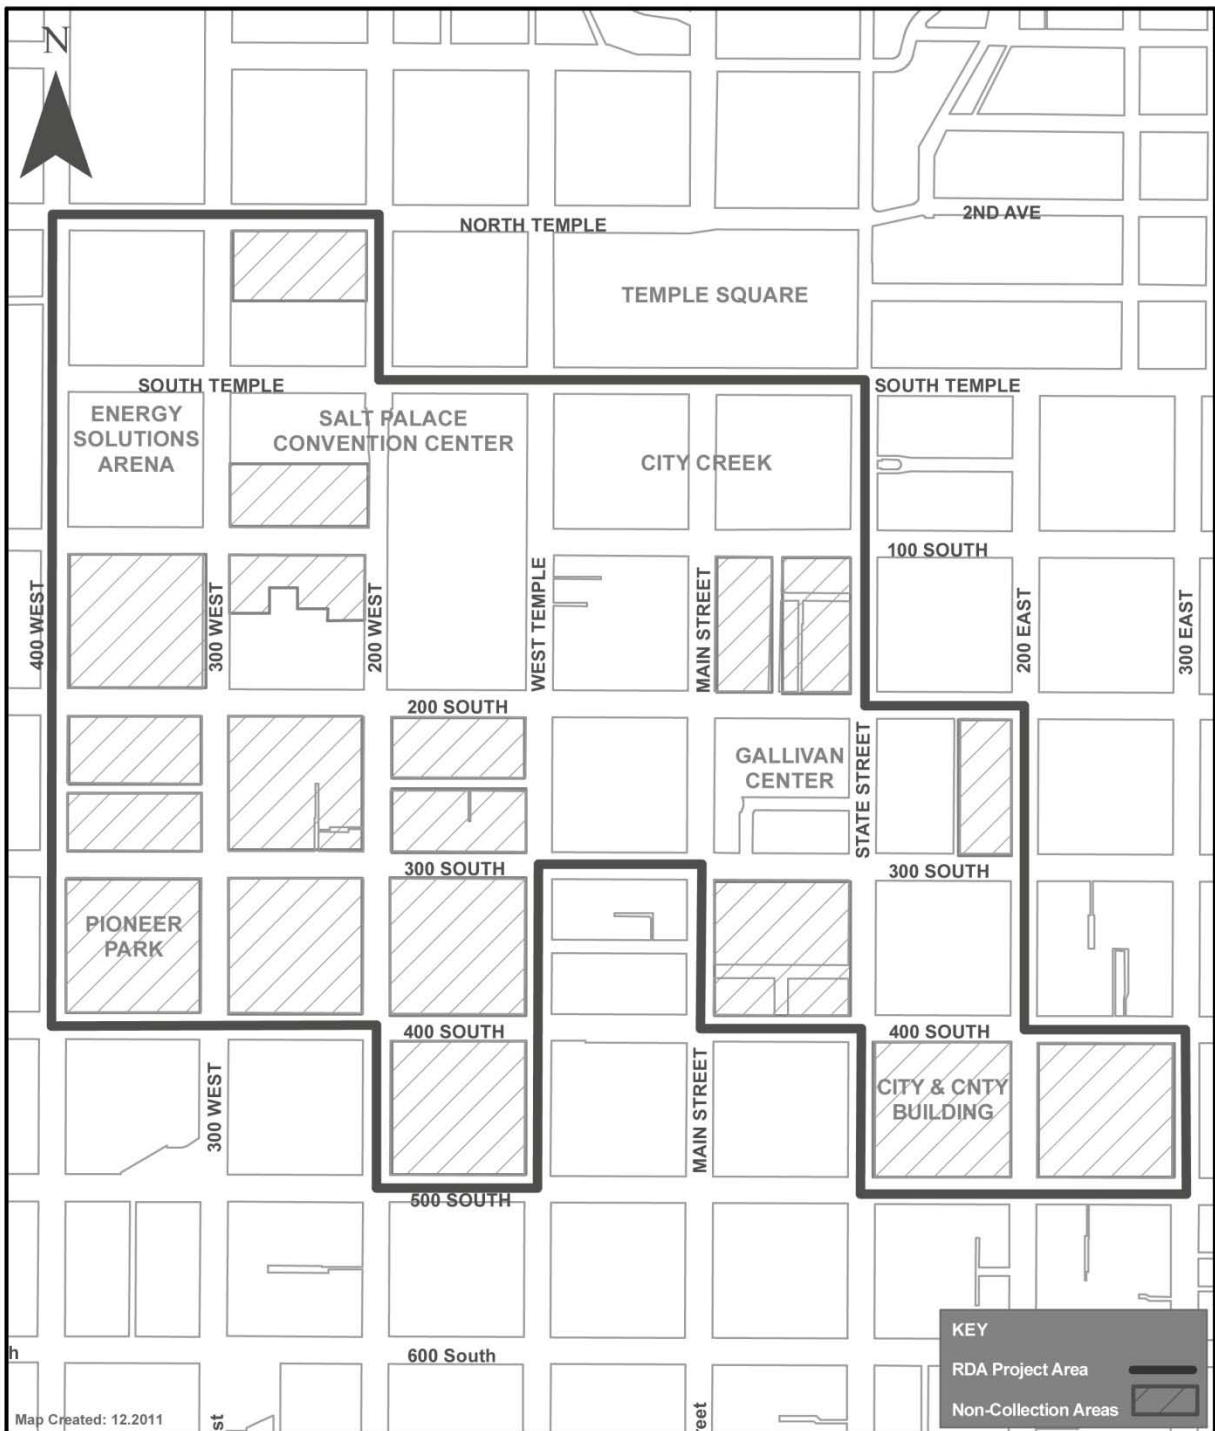 N
NORTH TEMPLE
2ND AVE
TEMPLE SQUARE
SOUTH TEMPLE
SOUTH TEMPLE
ENERGY
SOLUTIONS
ARENA
SALT PALACE
CONVENTION CENTER
CITY CREEK
100 SOUTH
400 WEST
300 WEST
200 WEST
WEST TEMPLE
MAIN STREET
200 EAST
300 EAST
200 SOUTH
GALLIVAN
CENTER
STATE STREET
300 SOUTH
300 SOUTH
PIONEER
PARK
400 SOUTH
400 SOUTH
300 WEST
MAIN STREET
CITY & CNTY
BUILDING
500 SOUTH
KEY
RDA Project Area
Non-Collection Areas
h
600 South
Map Created: 12.2011
st
reet